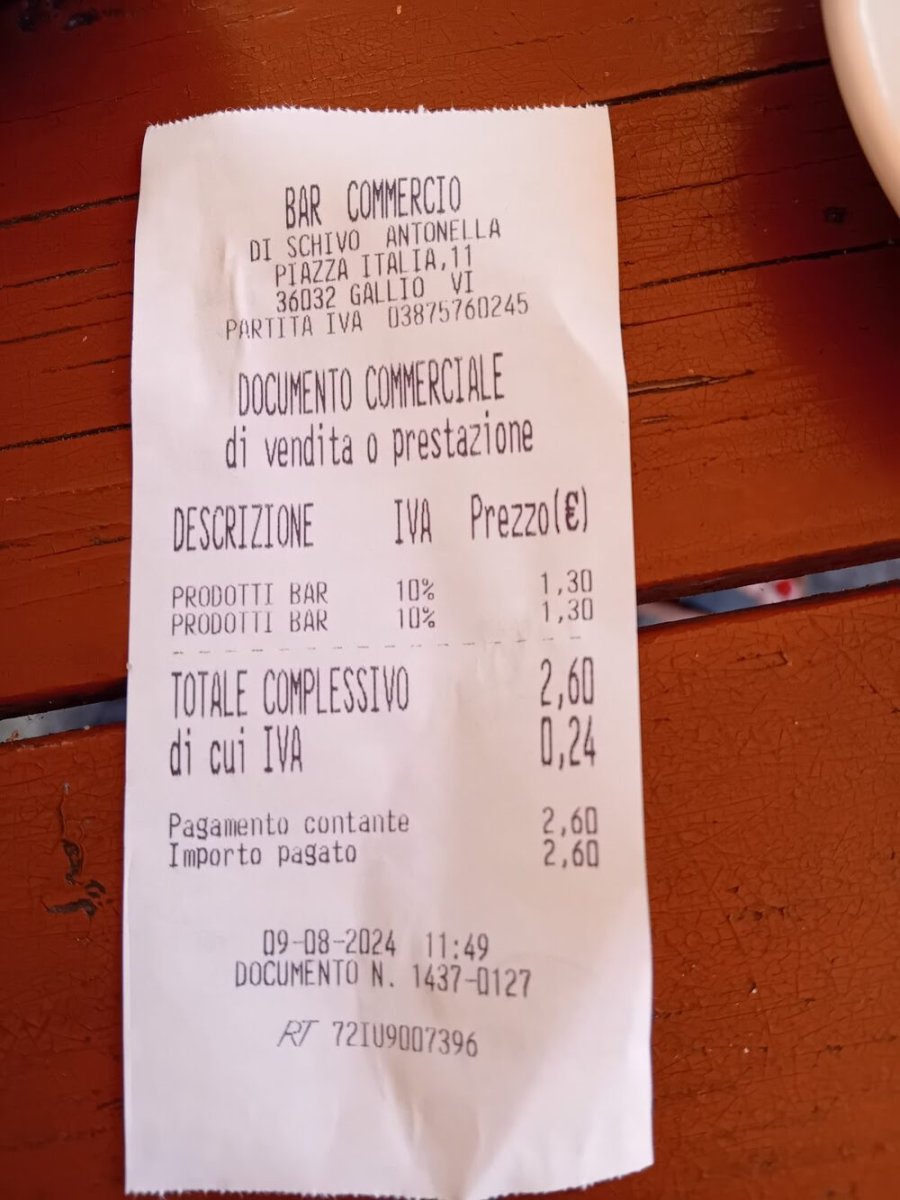 BAR COMMERCIO
DI SCHIVO ANTONELLA
PIAZZA ITALIA,11
36032 GALLIO VI
PARTITA IVA 03875760245
DOCUMENTO COMMERCIALE
di vendita o prestazione
DESCRIZIONE IVA Prezzo(€)
PRODOTTI BAR 10% 1,30
PRODOTTI BAR 10% 1,30
TOTALE COMPLESSIVO 2,60
di cui IVA 0,24
Pagamento contante 2,60
Importo pagato 2,60
09-08-2024 11:49
DOCUMENTO N. 1437-0127
RT 72IU9007396